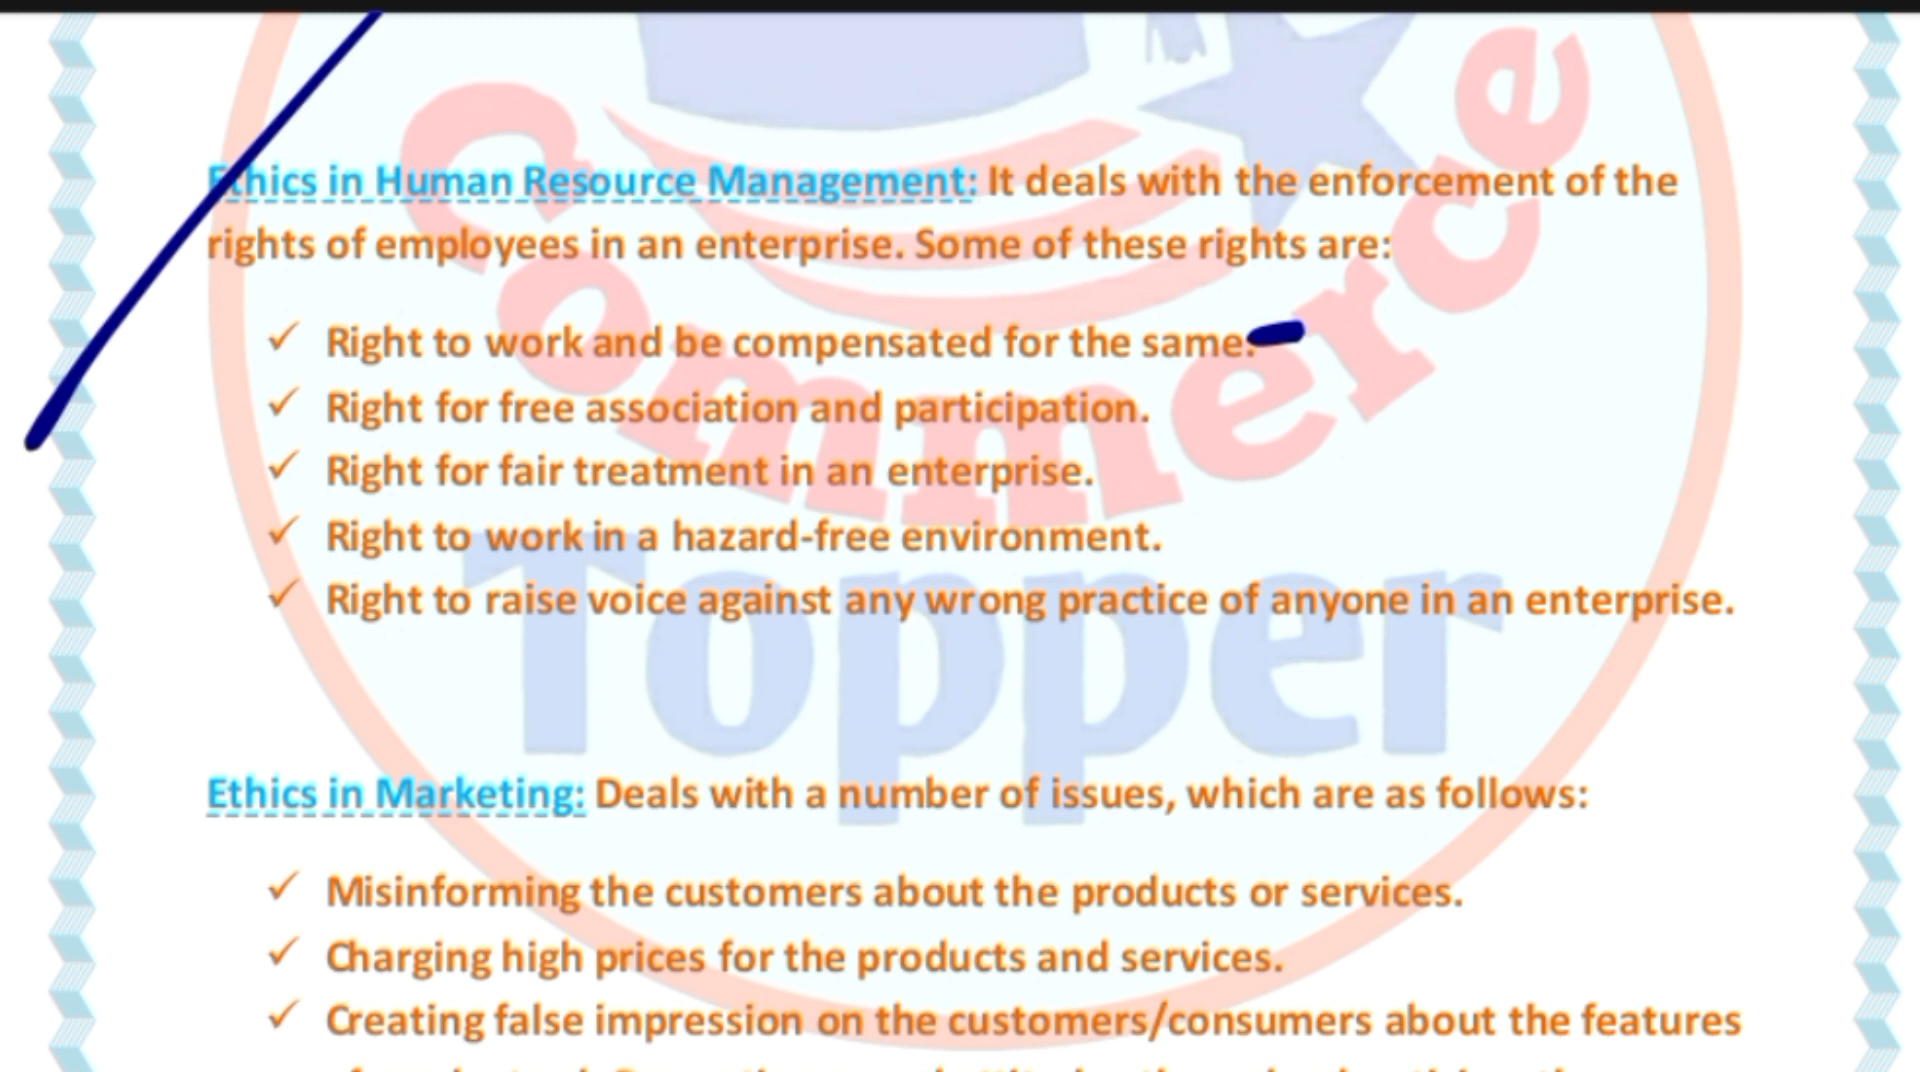 Ethics in Human Resource Management: It deals with the enforcement of the
rights of employees in an enterprise. Some of these rights are:
✓ Right to work and be compensated for the same.
✓ Right for free association and participation.
✓ Right for fair treatment in an enterprise.
✓ Right to work in a hazard-free environment.
✓ Right to raise voice against any wrong practice of anyone in an enterprise.
Commerce
Topper
Ethics in Marketing: Deals with a number of issues, which are as follows:
✓ Misinforming the customers about the products or services.
✓ Charging high prices for the products and services.
✓ Creating false impression on the customers/consumers about the features